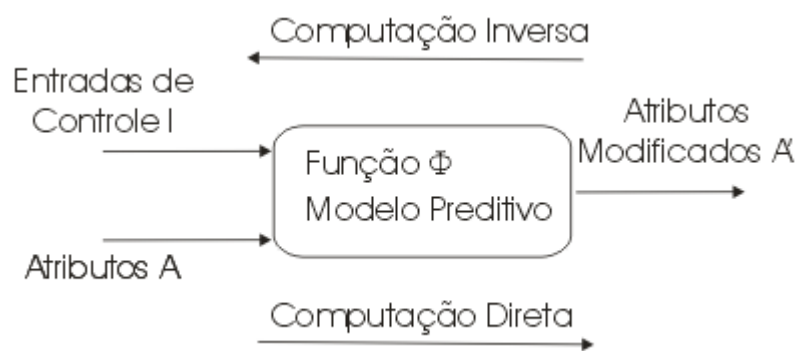 Computação Inversa
Entradas de
Controle I
Atributos
Modificados A'
Função Φ
Modelo Preditivo
Atributos A
Computação Direta